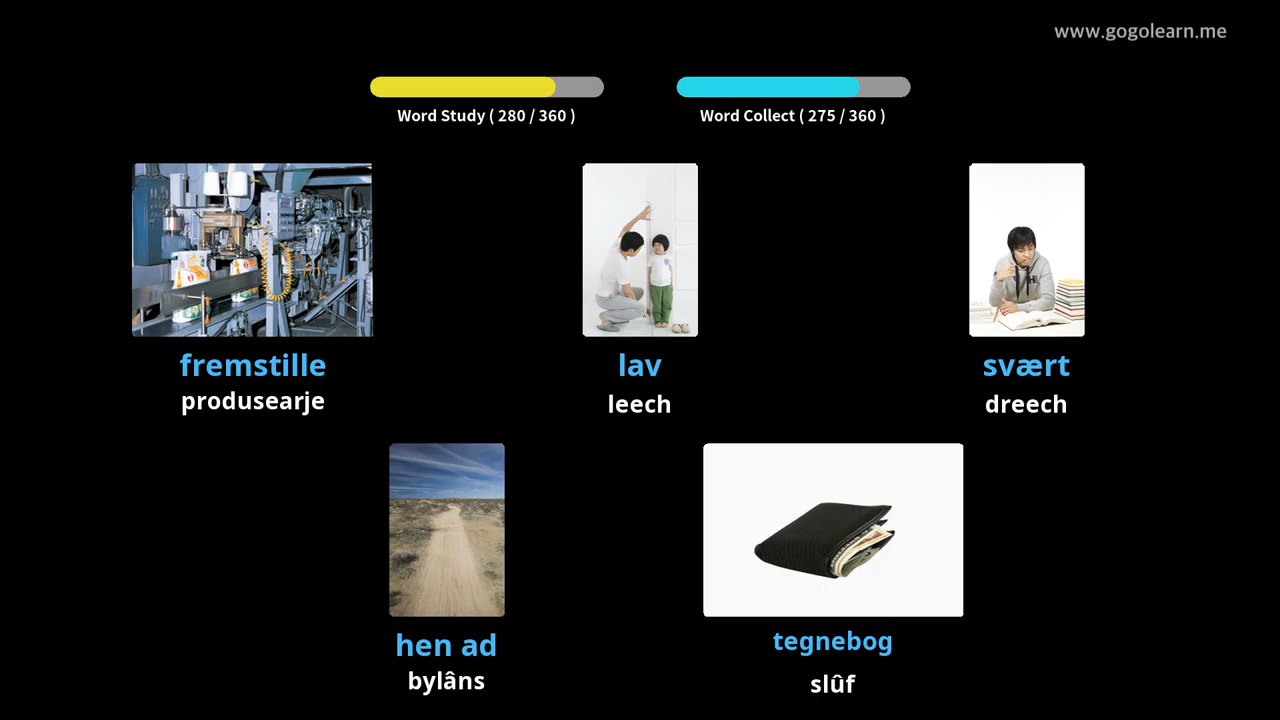 www.gogolearn.me
Word Study ( 280 / 360 )
Word Collect ( 275 / 360 )
fremstille
produsearje
lav
leech
svært
dreech
hen ad
bylâns
tegnebog
slûf